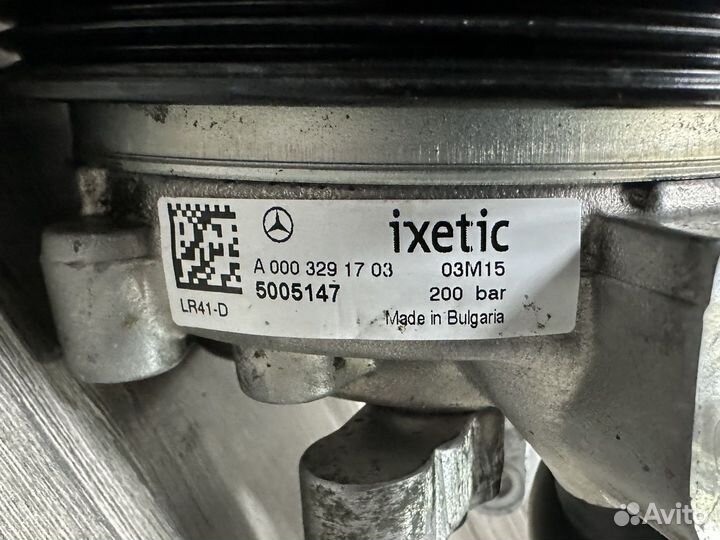 ixetic
A 000 329 17 03 03M15
5005147 200 bar
LR41-D Made in Bulgaria
Avito